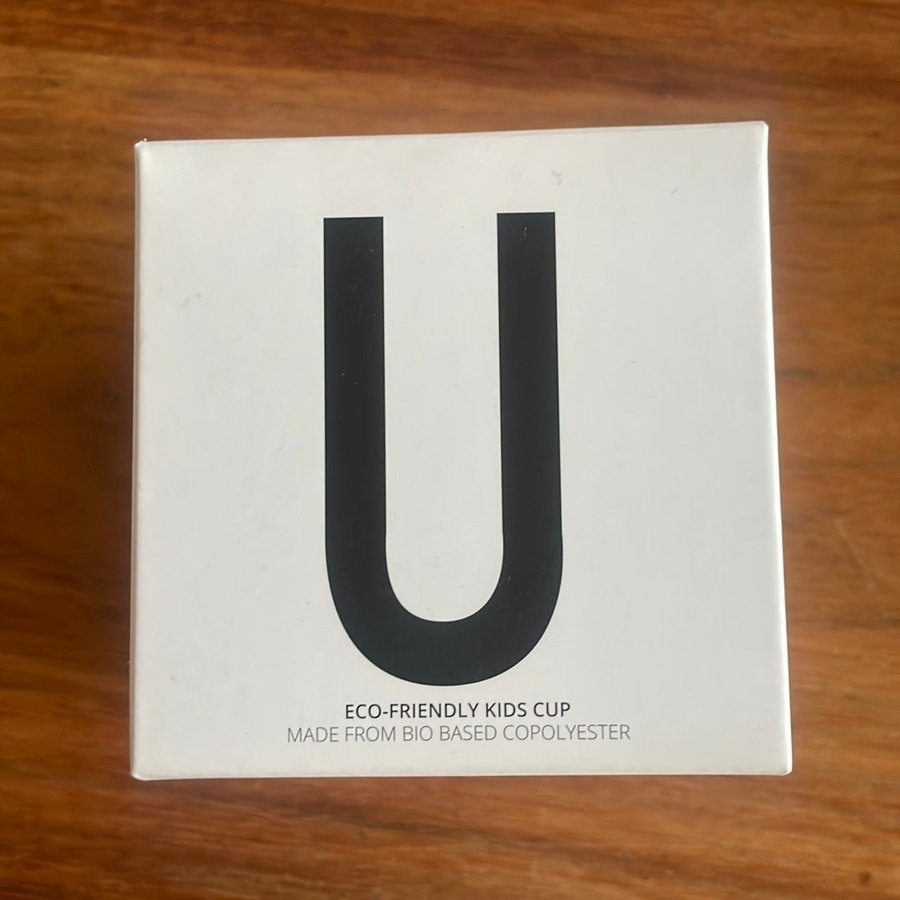 U
ECO-FRIENDLY KIDS CUP
MADE FROM BIO BASED COPOLYESTER